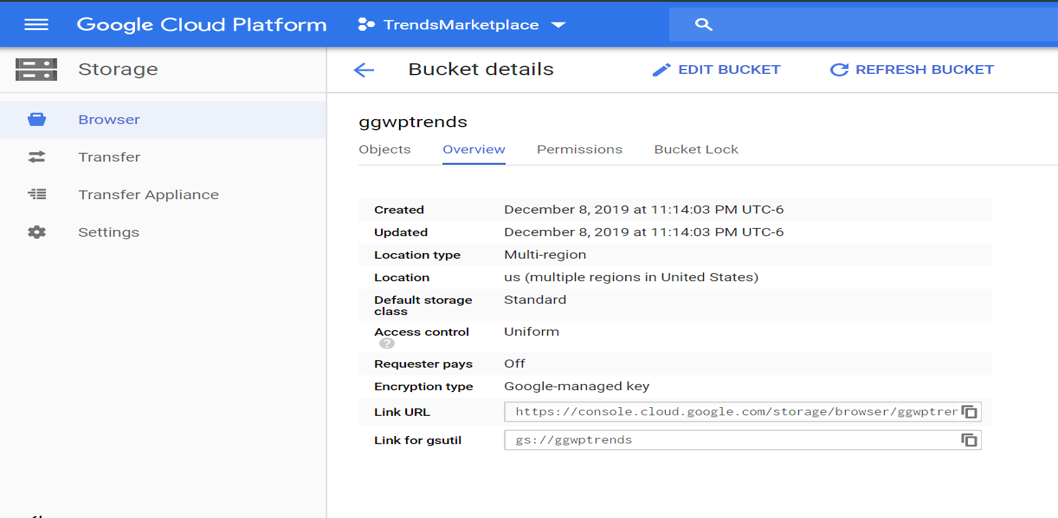 Google Cloud Platform TrendsMarketplace
Storage
Bucket details EDIT BUCKET REFRESH BUCKET
Browser
Transfer
Transfer Appliance
Settings
ggwptrends
Objects Overview Permissions Bucket Lock
Created December 8, 2019 at 11:14:03 PM UTC-6
Updated December 8, 2019 at 11:14:03 PM UTC-6
Location type Multi-region
Location us (multiple regions in United States)
Default storage class Standard
Access control Uniform
?
Requester pays Off
Encryption type Google-managed key
Link URL https://console.cloud.google.com/storage/browser/ggwptrer
Link for gsutil gs://ggwptrends